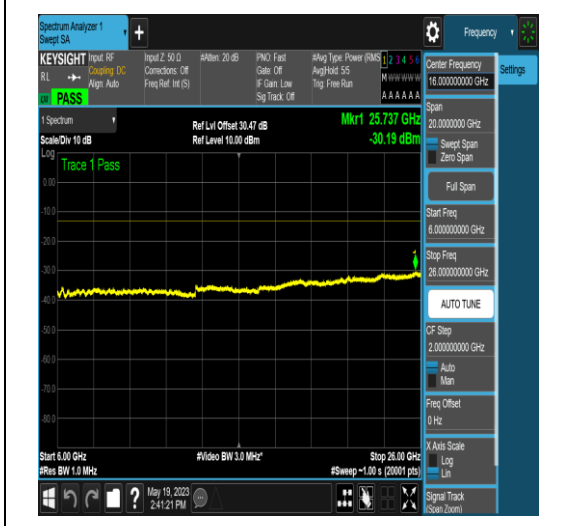 Spectrum Analyzer 1
Swept SA
+
Frequency
KEYSIGHT
Input: RF
Coupling: DC
Align: Auto
Input Z: 50 Ω
Corrections: Off
Freq Ref: Int (S)
#Atten: 20 dB
PNO: Fast
Gate: Off
IF Gain: Low
Sig Track: Off
#Avg Type: Power (RMS
Avg|Hold: 5/5
Trig: Free Run
1 2 3 4 5 6
M W W W W W
A A A A A A
R L
PASS
1 Spectrum
Scale/Div 10 dB
Ref Lvl Offset 30.47 dB
Ref Level 10.00 dBm
Mkr1 25.737 GHz
-30.19 dBm
Log
Trace 1 Pass
0.00
-10.0
-20.0
-30.0
-40.0
-50.0
-60.0
-70.0
-80.0
1
Start 6.00 GHz
#Res BW 1.0 MHz
#Video BW 3.0 MHz*
Stop 26.00 GHz
#Sweep ~1.00 s (20001 pts)
May 19, 2023
2:41:21 PM
?
Center Frequency
16.000000000 GHz
Settings
Span
20.0000000 GHz
Swept Span
Zero Span
Full Span
Start Freq
6.000000000 GHz
Stop Freq
26.000000000 GHz
AUTO TUNE
CF Step
2.000000000 GHz
Auto
Man
Freq Offset
0 Hz
X Axis Scale
Log
Lin
Signal Track
(Span Zoom)